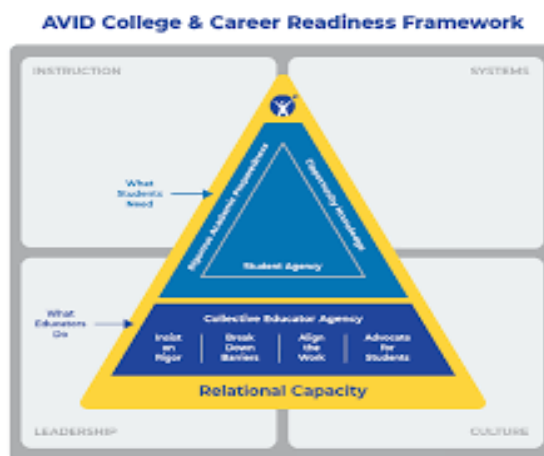 AVID College & Career Readiness Framework
INSTRUCTION
SYSTEMS
What
Students
Need
Rigorous Academic Preparedness
Opportunity Knowledge
Student Agency
What
Educators
Do
Collective Educator Agency
Insist
on
Rigor
Break
Down
Barriers
Align
the
Work
Advocate
for
Students
Relational Capacity
LEADERSHIP
CULTURE